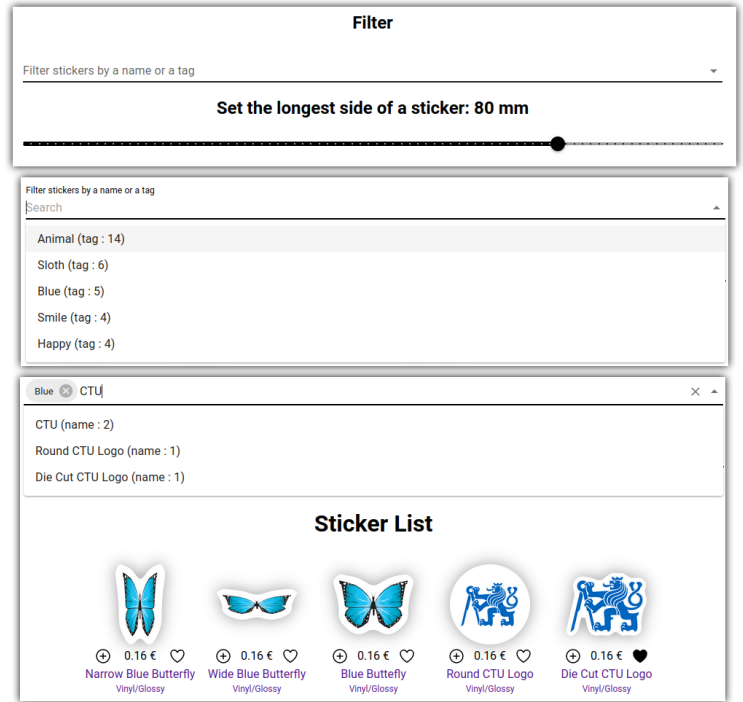 Filter
Filter stickers by a name or a tag
Set the longest side of a sticker: 80 mm
Filter stickers by a name or a tag
Search
Animal (tag : 14)
Sloth (tag : 6)
Blue (tag : 5)
Smile (tag : 4)
Happy (tag : 4)
Blue CTU
CTU (name : 2)
Round CTU Logo (name : 1)
Die Cut CTU Logo (name : 1)
Sticker List
0.16 € 0.16 € 0.16 € 0.16 € 0.16 €
Narrow Blue Butterfly Wide Blue Butterfly Blue Buttefly Round CTU Logo Die Cut CTU Logo
Vinyl/Glossy Vinyl/Glossy Vinyl/Glossy Vinyl/Glossy Vinyl/Glossy